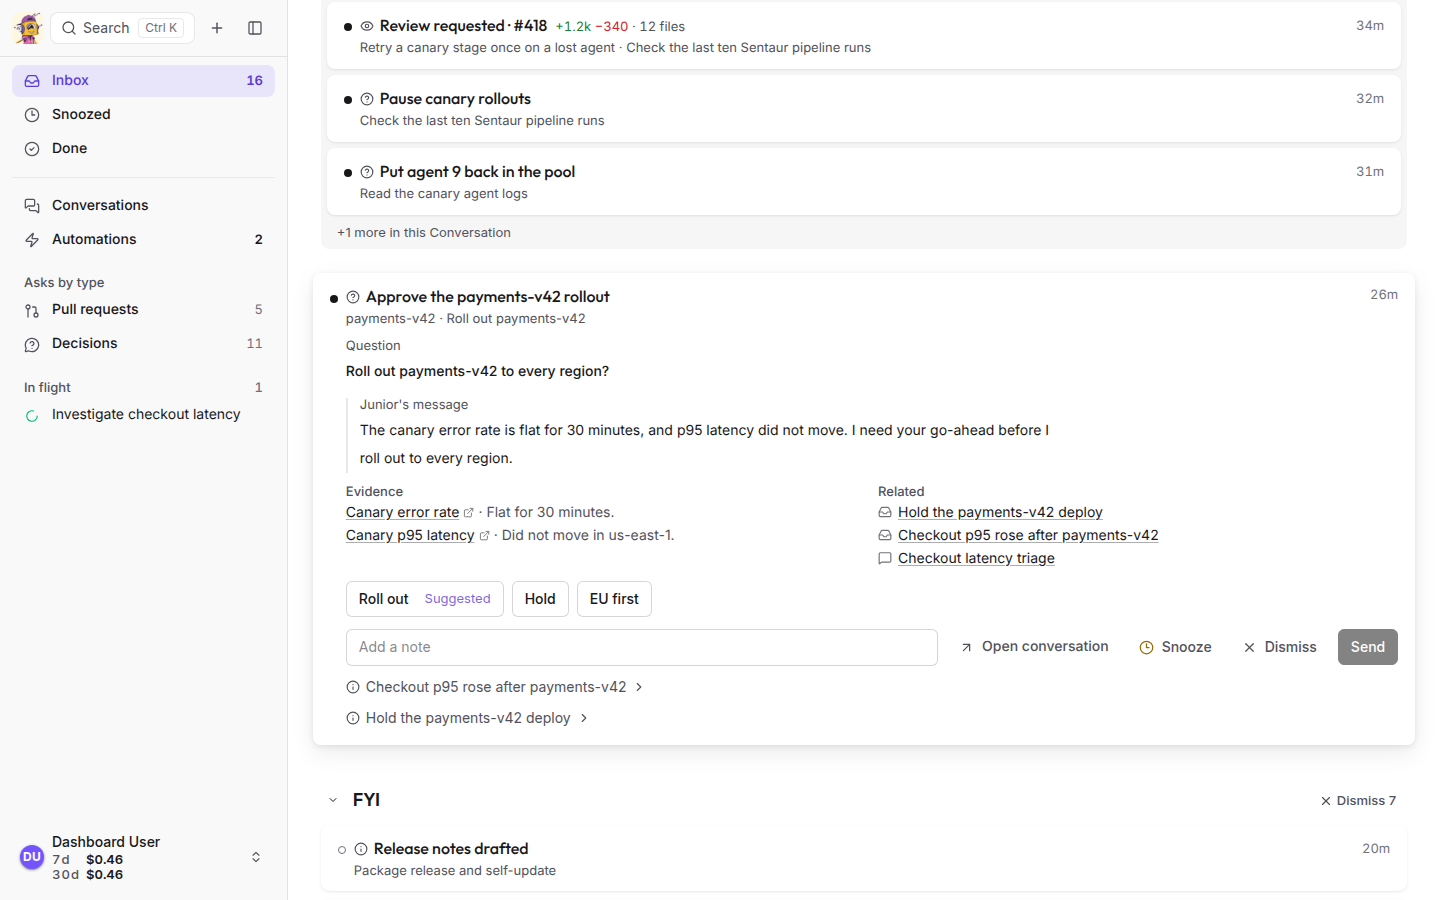 Search Ctrl K
Inbox 16
Snoozed
Done
Conversations
Automations 2
Asks by type
Pull requests 5
Decisions 11
In flight 1
Investigate checkout latency
DU Dashboard User
7d $0.46
30d $0.46
Review requested · #418 +1.2k −340 · 12 files 34m
Retry a canary stage once on a lost agent · Check the last ten Sentaur pipeline runs
Pause canary rollouts 32m
Check the last ten Sentaur pipeline runs
Put agent 9 back in the pool 31m
Read the canary agent logs
+1 more in this Conversation
Approve the payments-v42 rollout 26m
payments-v42 · Roll out payments-v42
Question
Roll out payments-v42 to every region?
Junior's message
The canary error rate is flat for 30 minutes, and p95 latency did not move. I need your go-ahead before I
roll out to every region.
Evidence
Canary error rate · Flat for 30 minutes.
Canary p95 latency · Did not move in us-east-1.
Related
Hold the payments-v42 deploy
Checkout p95 rose after payments-v42
Checkout latency triage
Roll out Suggested Hold EU first
Add a note Open conversation Snooze Dismiss Send
Checkout p95 rose after payments-v42
Hold the payments-v42 deploy
FYI Dismiss 7
Release notes drafted 20m
Package release and self-update